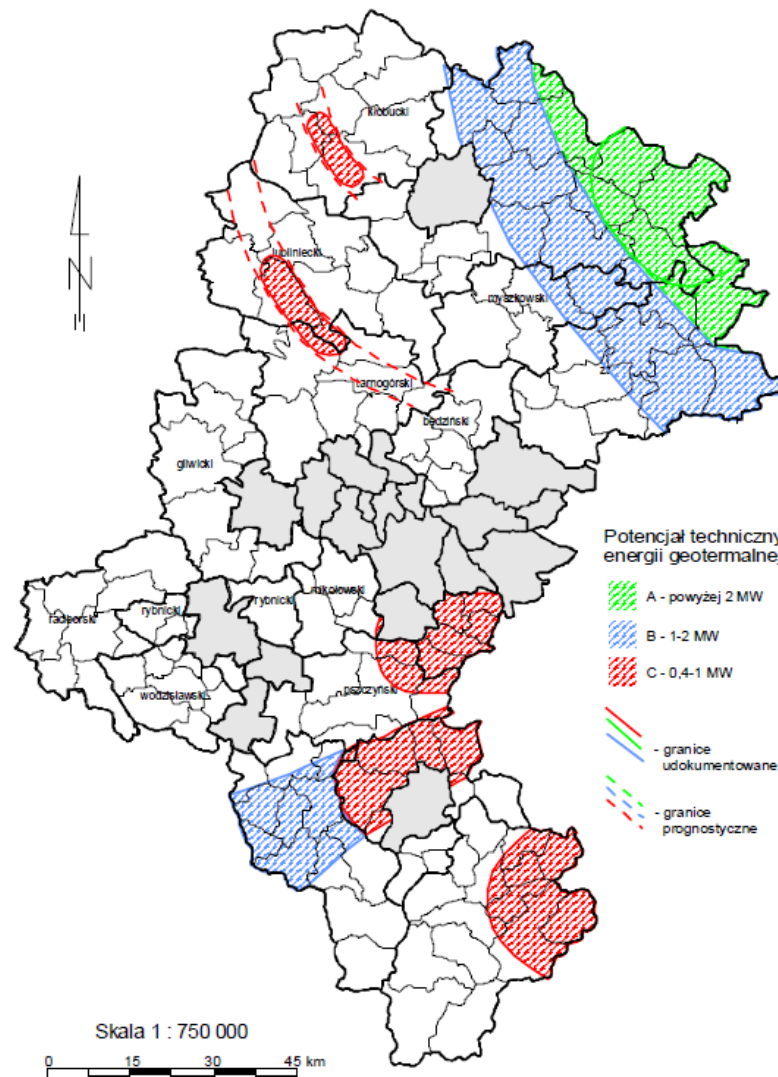 kłobucki
N
lubliniecki
myszkowski
tarnogórski
będziński
gliwicki
Potencjał techniczny
energii geotermalnej
A - powyżej 2 MW
B - 1-2 MW
C - 0,4-1 MW
mikołowski
rybnicki
rybnicki
raciborski
pszczyński
wodzisławski
- granice
udokumentowane
- granice
prognostyczne
Skala 1 : 750 000
0 15 30 45 km